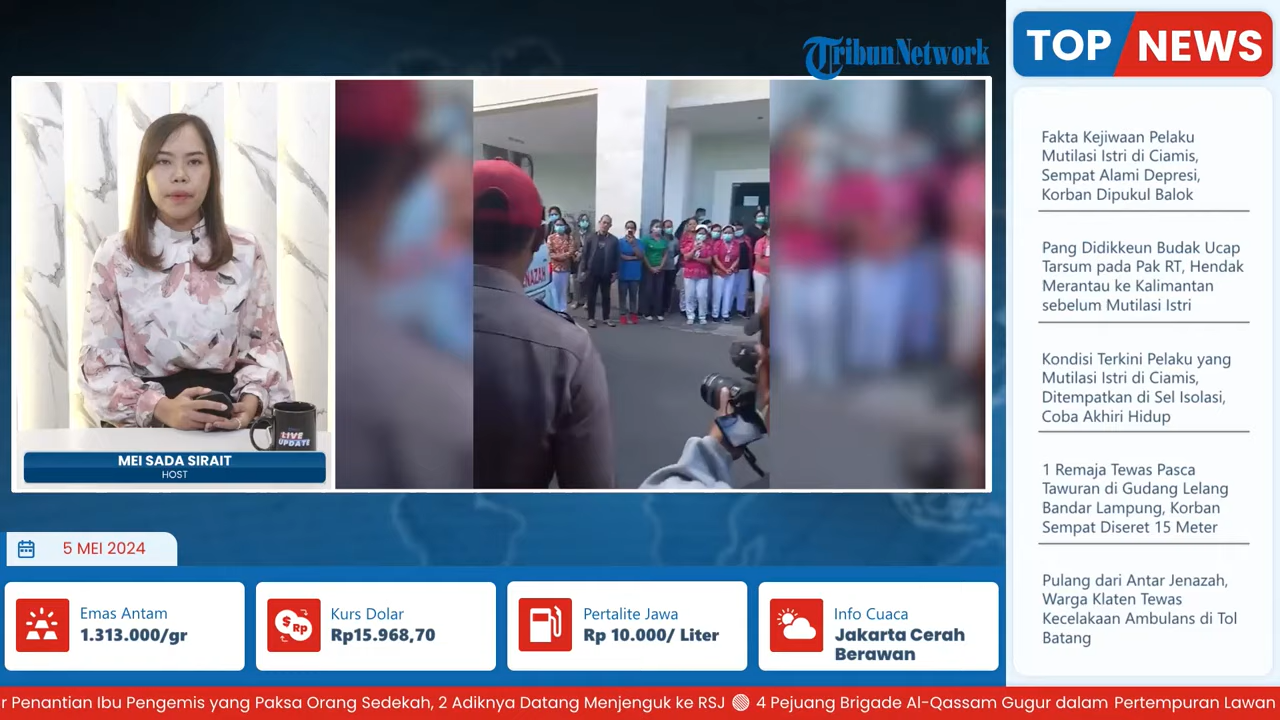 TribunNetwork
TOP NEWS
Fakta Kejiwaan Pelaku
Mutilasi Istri di Ciamis,
Sempat Alami Depresi,
Korban Dipukul Balok
Pang Didikkeun Budak Ucap
Tarsum pada Pak RT, Hendak
Merantau ke Kalimantan
sebelum Mutilasi Istri
Kondisi Terkini Pelaku yang
Mutilasi Istri di Ciamis,
Ditempatkan di Sel Isolasi,
Coba Akhiri Hidup
1 Remaja Tewas Pasca
Tawuran di Gudang Lelang
Bandar Lampung, Korban
Sempat Diseret 15 Meter
Pulang dari Antar Jenazah,
Warga Klaten Tewas
Kecelakaan Ambulans di Tol
Batang
ENAZAH
LIVE
UPDATE
MEI SADA SIRAIT
HOST
5 MEI 2024
Emas Antam
1.313.000/gr
Kurs Dolar
Rp15.968,70
$ Rp
Pertalite Jawa
Rp 10.000/ Liter
Info Cuaca
Jakarta Cerah
Berawan
r Penantian Ibu Pengemis yang Paksa Orang Sedekah, 2 Adiknya Datang Menjenguk ke RSJ 4 Pejuang Brigade Al-Qassam Gugur dalam Pertempuran Lawan